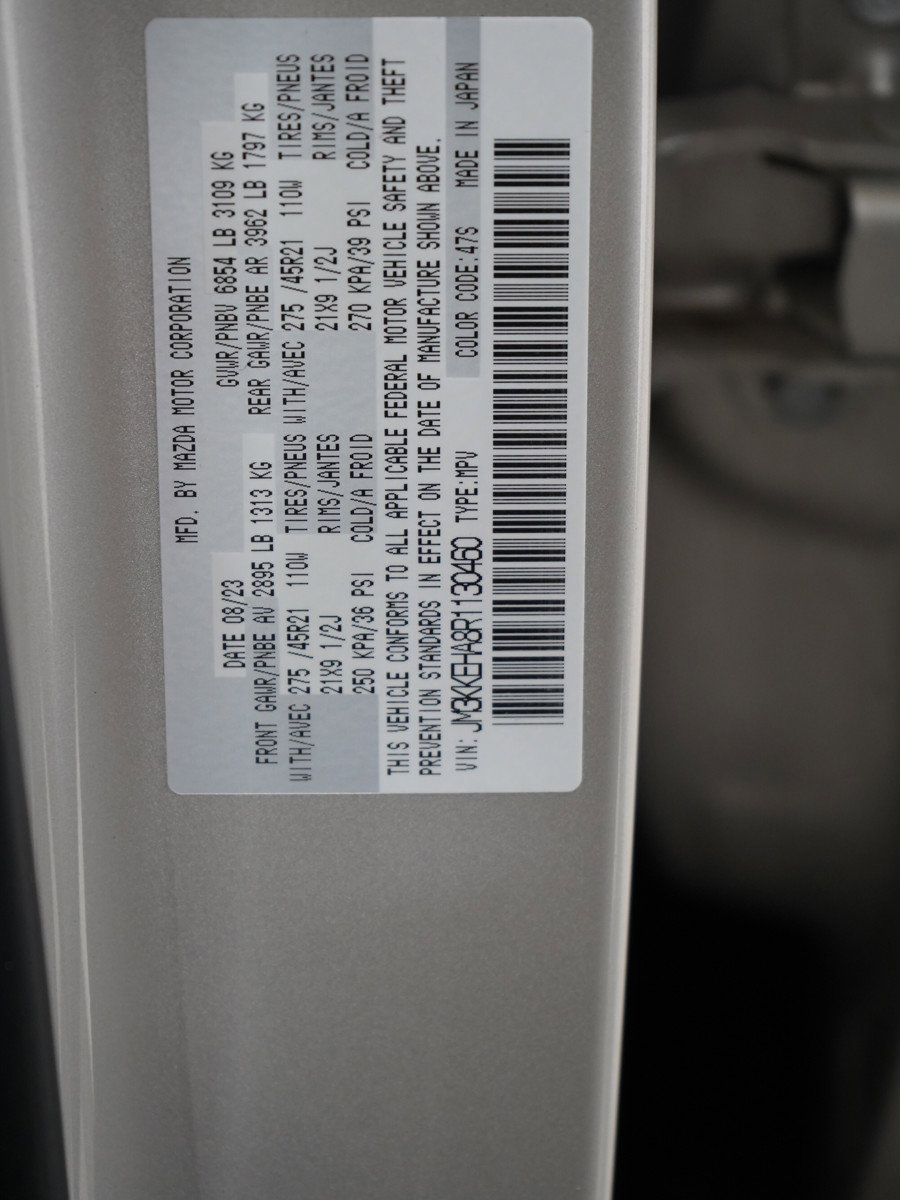 MFD. BY MAZDA MOTOR CORPORATION
DATE 08/23 GVWR/PNBV 6854 LB 3109 KG
FRONT GAWR/PNBE AV 2895 LB 1313 KG REAR GAWR/PNBE AR 3962 LB 1797 KG
WITH/AVEC 275 /45R21 110W TIRES/PNEUS WITH/AVEC 275 /45R21 110W TIRES/PNEUS
21X9 1/2J RIMS/JANTES 21X9 1/2J RIMS/JANTES
250 KPA/36 PSI COLD/A FROID 270 KPA/39 PSI COLD/A FROID
THIS VEHICLE CONFORMS TO ALL APPLICABLE FEDERAL MOTOR VEHICLE SAFETY AND THEFT
PREVENTION STANDARDS IN EFFECT ON THE DATE OF MANUFACTURE SHOWN ABOVE.
VIN: JM3KKEHA8R1130460 TYPE:MPV COLOR CODE:47S MADE IN JAPAN